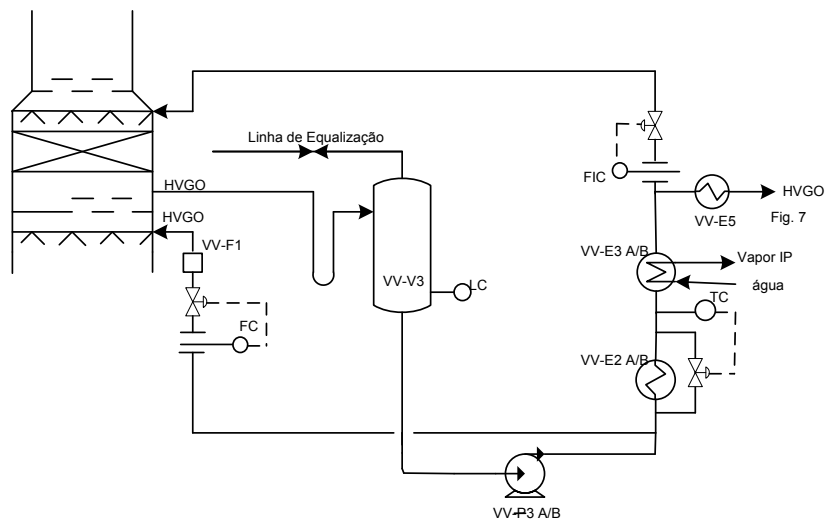 Linha de Equalização
FIC
HVGO
HVGO
VV-E5
Fig. 7
HVGO
VV-F1
VV-E3 A/B
Vapor IP
VV-V3
LC
água
TC
FC
VV-E2 A/B
VV-P3 A/B